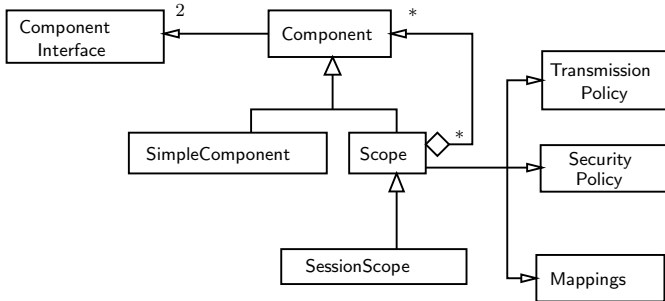 2
*
Component
Interface
Component
Transmission
Policy
*
SimpleComponent
Scope
Security
Policy
SessionScope
Mappings